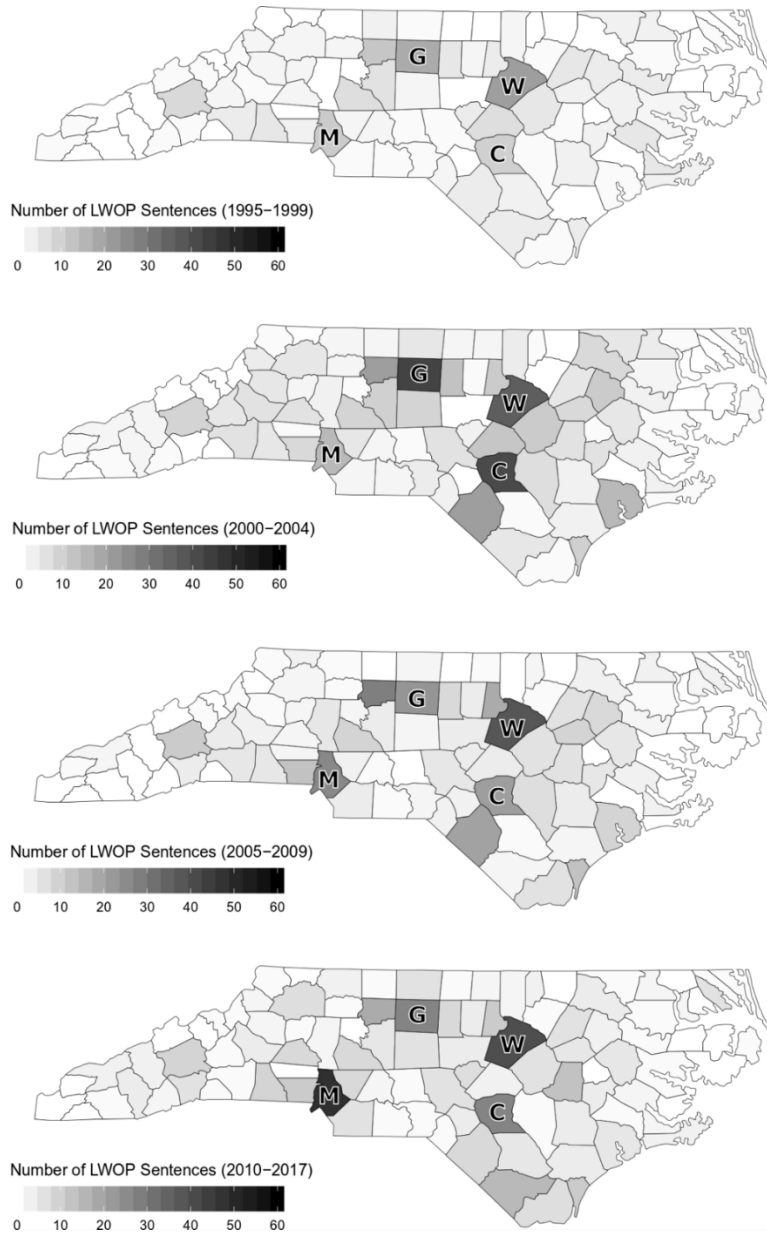 G
W
M
C
Number of LWOP Sentences (1995−1999)
0 10 20 30 40 50 60
G
W
M
C
Number of LWOP Sentences (2000−2004)
0 10 20 30 40 50 60
G
W
M
C
Number of LWOP Sentences (2005−2009)
0 10 20 30 40 50 60
G
W
M
C
Number of LWOP Sentences (2010−2017)
0 10 20 30 40 50 60